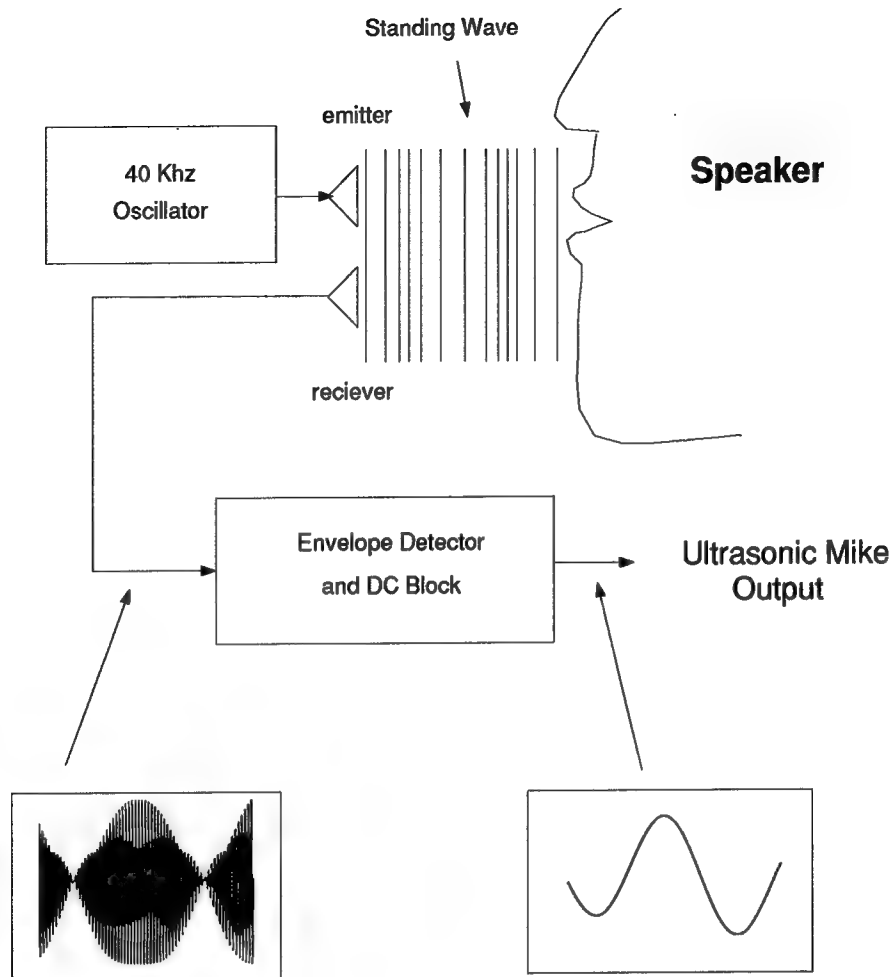 Standing Wave
emitter
40 Khz
Oscillator
Speaker
reciever
Envelope Detector
and DC Block
Ultrasonic Mike
Output